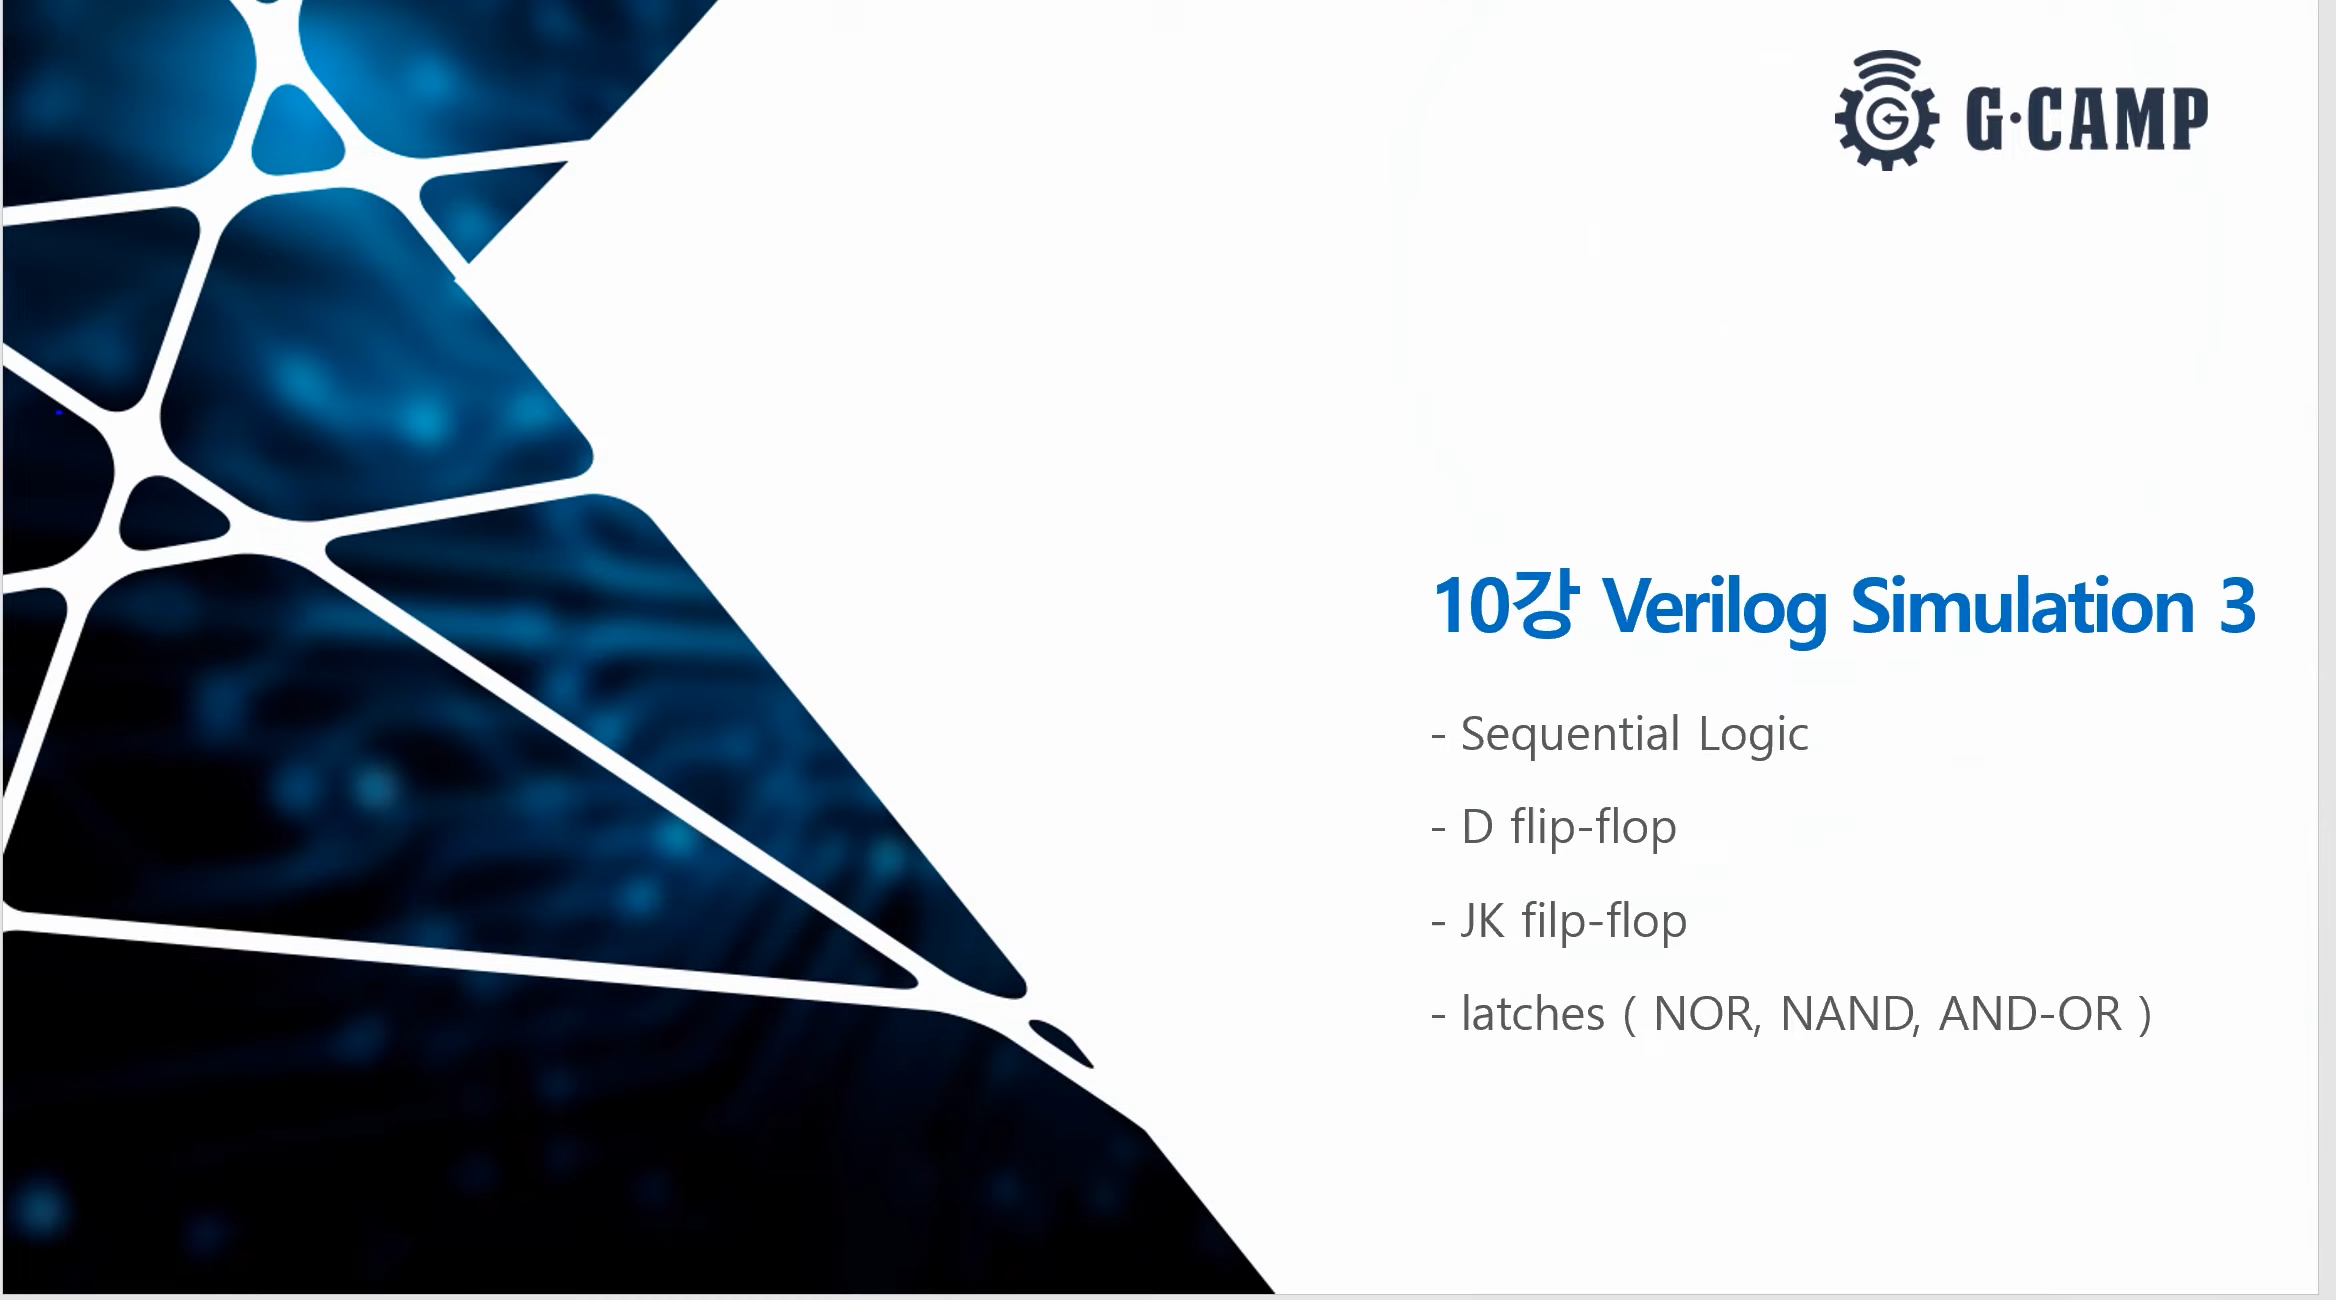 G·CAMP
10강 Verilog Simulation 3
- Sequential Logic
- D flip-flop
- JK filp-flop
- latches ( NOR, NAND, AND-OR )